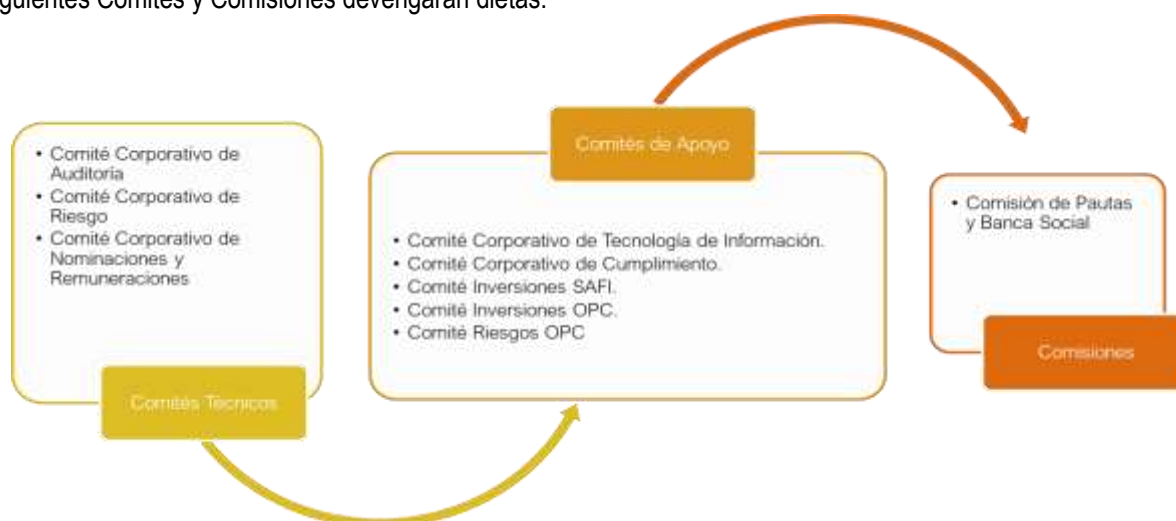 siguientes Comités y Comisiones devengarán dietas:
• Comité Corporativo de
Auditoría
• Comité Corporativo de
Riesgo
• Comité Corporativo de
Nominaciones y
Remuneraciones
Comités Técnicos
Comités de Apoyo
• Comité Corporativo de Tecnología de Información.
• Comité Corporativo de Cumplimiento.
• Comité Inversiones SAFI.
• Comité Inversiones OPC.
• Comité Riesgos OPC
• Comisión de Pautas
y Banca Social
Comisiones